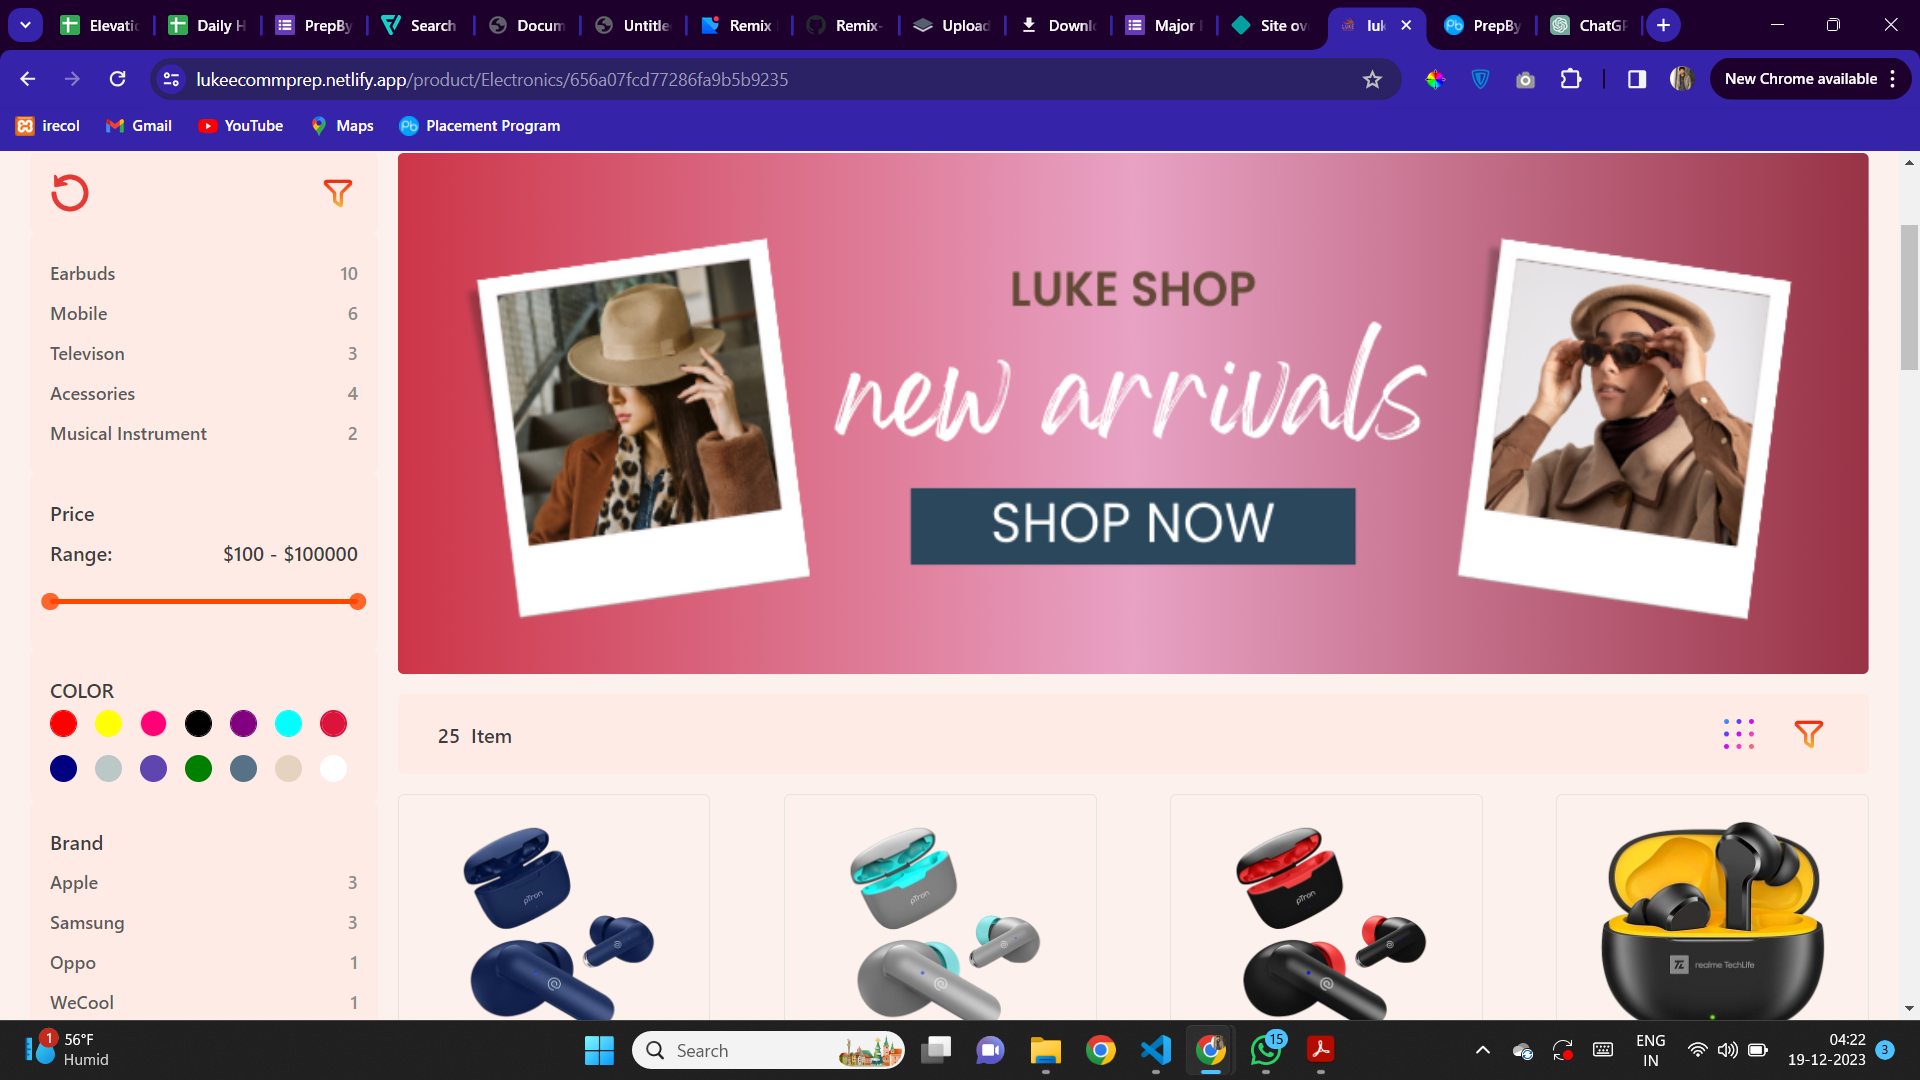 Elevatic
Daily H
PrepBy
Search
Docum
Untitle
Remix
Remix-
Upload
Downl
Major
Site ov
luk
PrepBy
ChatGP
lukeecommprep.netlify.app/product/Electronics/656a07fcd77286fa9b5b9235
New Chrome available
irecol
Gmail
YouTube
Maps
Placement Program
Earbuds 10
Mobile 6
Televison 3
Acessories 4
Musical Instrument 2
Price
Range: $100 - $100000
COLOR
Brand
Apple 3
Samsung 3
Oppo 1
WeCool 1
LUKE SHOP
new arrivals
SHOP NOW
25 Item
pTron
pTron
pTron
realme TechLife
1
56°F
Humid
Search
15
ENG
IN
04:22
19-12-2023
3